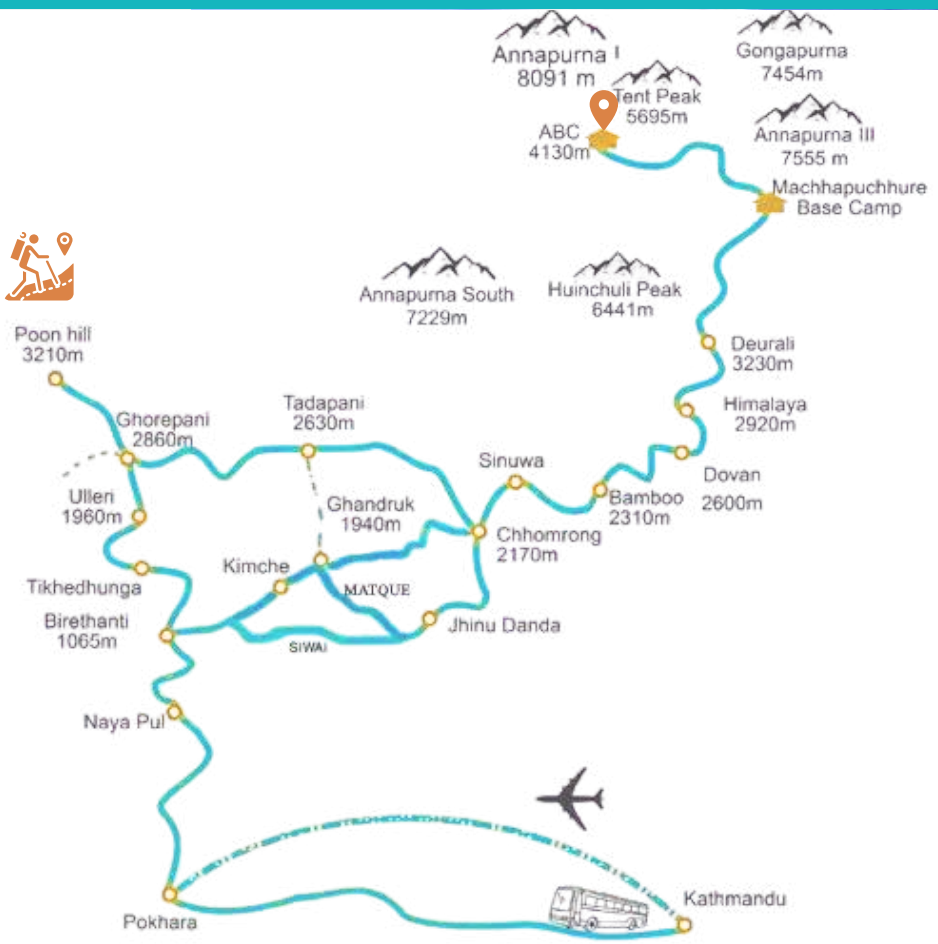 Annapurna I
8091 m
Gongapurna
7454m
Tent Peak
5695m
ABC
4130m
Annapurna III
7555 m
Machhapuchhure
Base Camp
Annapurna South
7229m
Huinchuli Peak
6441m
Poon hill
3210m
Deurali
3230m
Himalaya
2920m
Tadapani
2630m
Ghorepani
2860m
Sinuwa
Dovan
2600m
Ulleri
1960m
Ghandruk
1940m
Bamboo
2310m
Chhomrong
2170m
Kimche
Tikhedhunga
MATQUE
Birethanti
1065m
Jhinu Danda
SIWAI
Naya Pul
Kathmandu
Pokhara